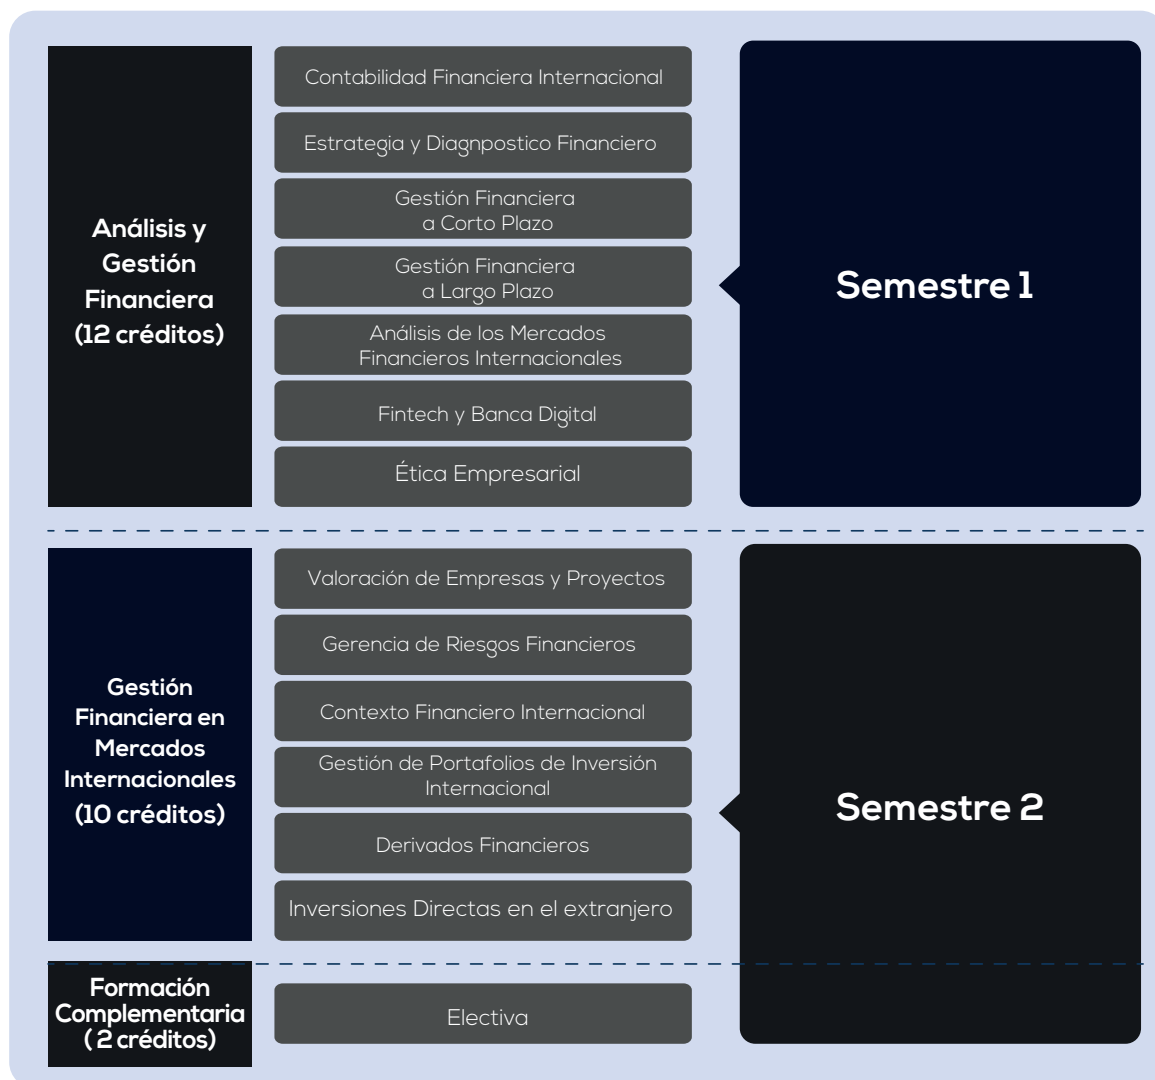 Análisis y
Gestión
Financiera
(12 créditos)
Contabilidad Financiera Internacional
Estrategia y Diagnpostico Financiero
Gestión Financiera
a Corto Plazo
Gestión Financiera
a Largo Plazo
Análisis de los Mercados
Financieros Internacionales
Fintech y Banca Digital
Ética Empresarial
Semestre 1
Gestión
Financiera en
Mercados
Internacionales
(10 créditos)
Valoración de Empresas y Proyectos
Gerencia de Riesgos Financieros
Contexto Financiero Internacional
Gestión de Portafolios de Inversión
Internacional
Derivados Financieros
Inversiones Directas en el extranjero
Semestre 2
Formación
Complementaria
( 2 créditos)
Electiva